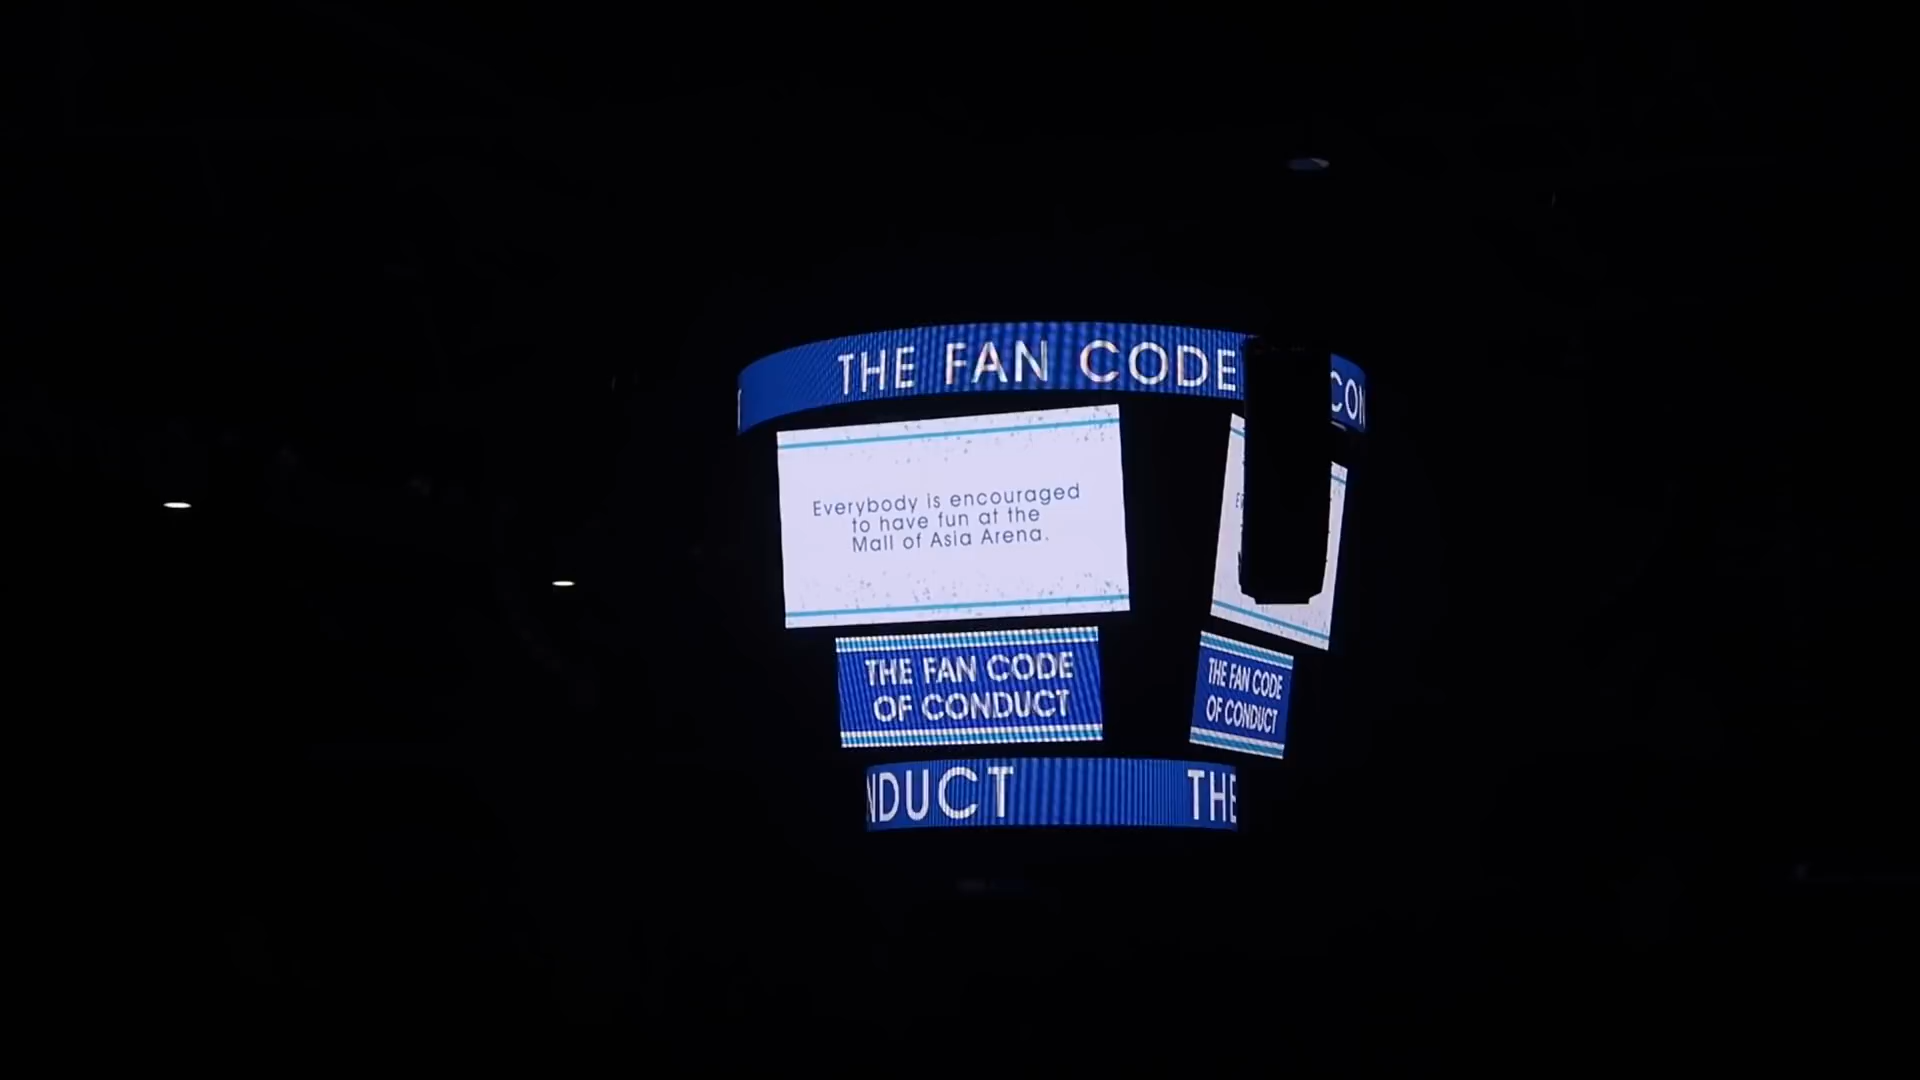 THE FAN CODE
CON
Everybody is encouraged
to have fun at the
Mall of Asia Arena.
THE FAN CODE
OF CONDUCT
THE FAN CODE
OF CONDUCT
NDUCT THE